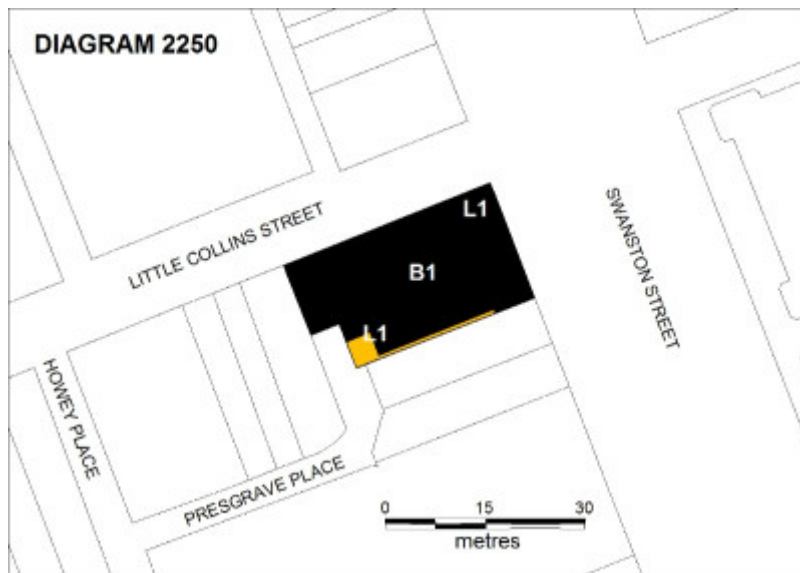 DIAGRAM 2250
LITTLE COLLINS STREET
L1
SWANSTON STREET
B1
L1
HOWEY PLACE
PRESGRAVE PLACE
0 15 30
metres